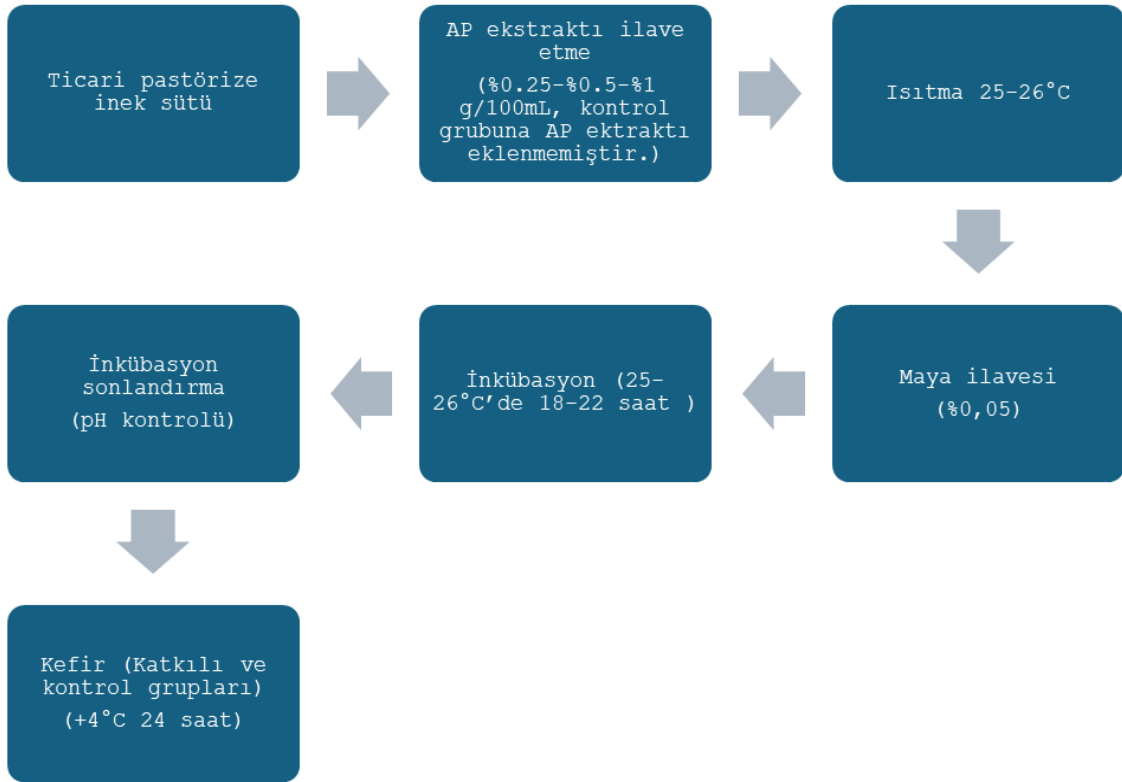 Ticari pastörize
inek sütü
AP ekstraktı ilave
etme
(%0.25-%0.5-%1
g/100mL, kontrol
grubuna AP ektraktı
eklenmemiştir.)
Isıtma 25-26°C
Maya ilavesi
(%0,05)
İnkübasyon (25-
26°C’de 18-22 saat )
İnkübasyon
sonlandırma
(pH kontrolü)
Kefir (Katkılı ve
kontrol grupları)
(+4°C 24 saat)